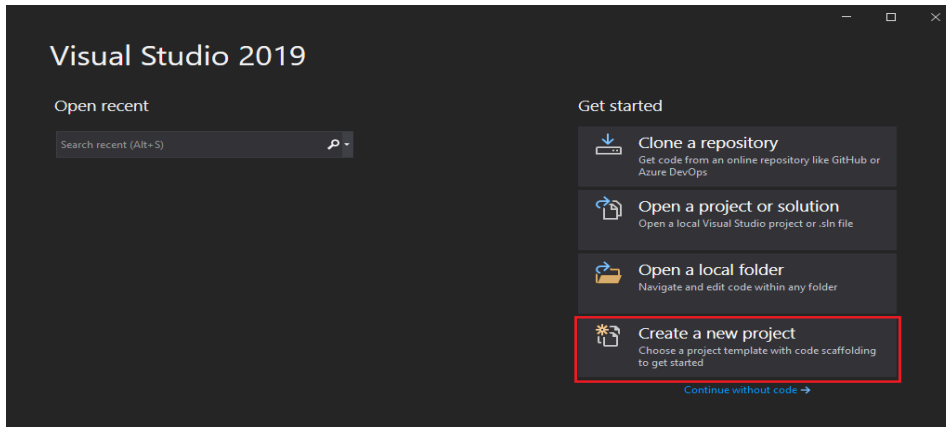 Visual Studio 2019
Open recent
Search recent (Alt+S)
Get started
Clone a repository
Get code from an online repository like GitHub or
Azure DevOps
Open a project or solution
Open a local Visual Studio project or .sln file
Open a local folder
Navigate and edit code within any folder
Create a new project
Choose a project template with code scaffolding
to get started
Continue without code →